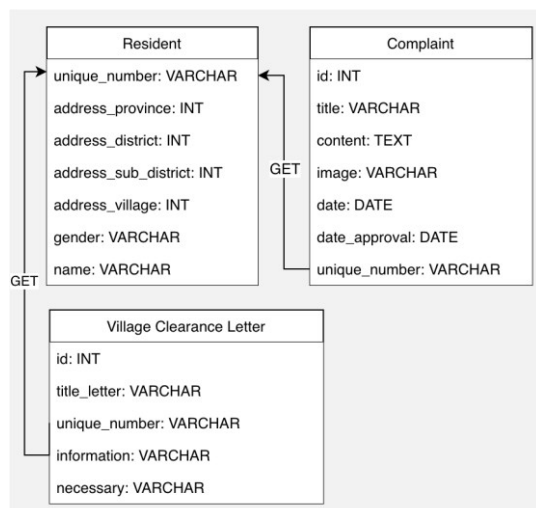 Resident
unique_number: VARCHAR
address_province: INT
address_district: INT
address_sub_district: INT
address_village: INT
gender: VARCHAR
name: VARCHAR
Complaint
id: INT
title: VARCHAR
content: TEXT
image: VARCHAR
date: DATE
date_approval: DATE
unique_number: VARCHAR
GET
GET
Village Clearance Letter
id: INT
title_letter: VARCHAR
unique_number: VARCHAR
information: VARCHAR
necessary: VARCHAR